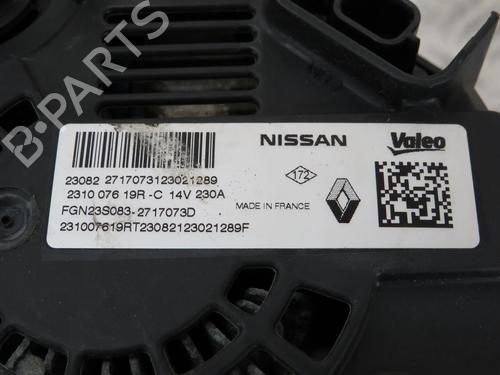 B-PARTS
NISSAN
Valeo
23082 2717073123021289
2310 076 19R -C 14V 230A
172
FGN23S083-2717073D
MADE IN FRANCE
231007619RT23082123021289F